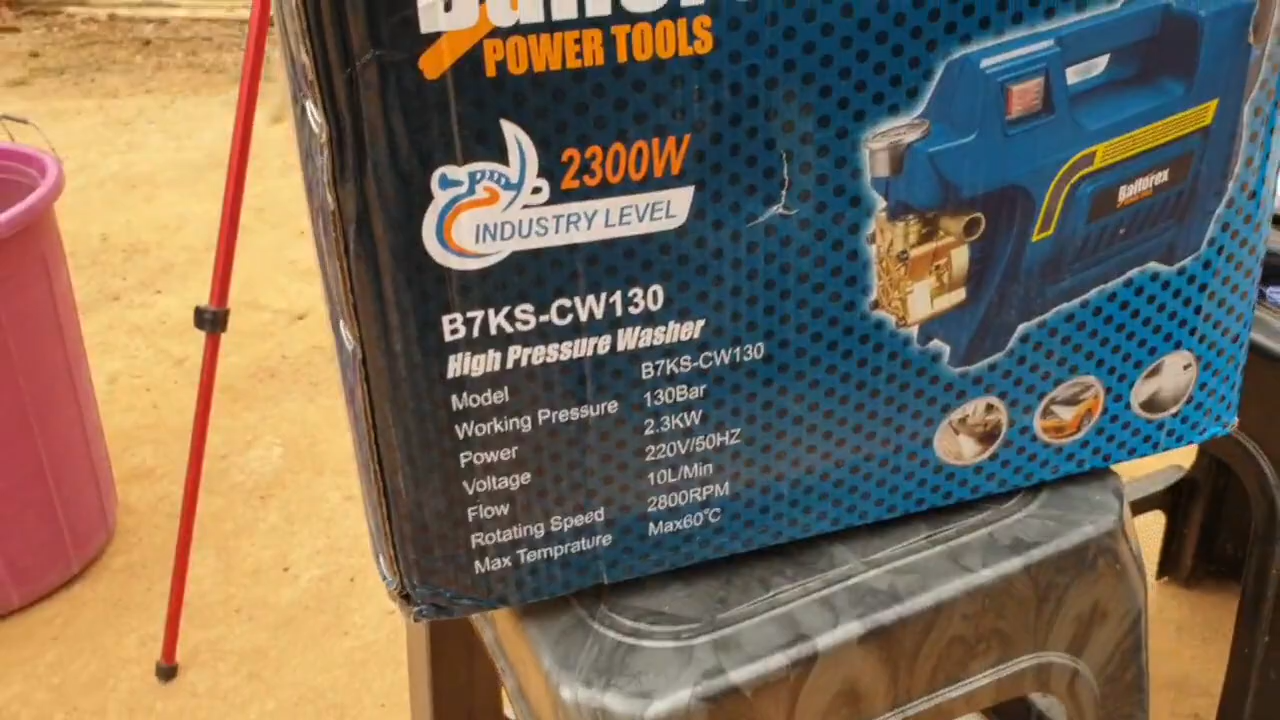 POWER TOOLS
2300W
INDUSTRY LEVEL
B7KS-CW130
High Pressure Washer
Model B7KS-CW130
Working Pressure 130Bar
Power 2.3KW
Voltage 220V/50HZ
Flow 10L/Min
Rotating Speed 2800RPM
Max Temprature Max60°C
Baiforex